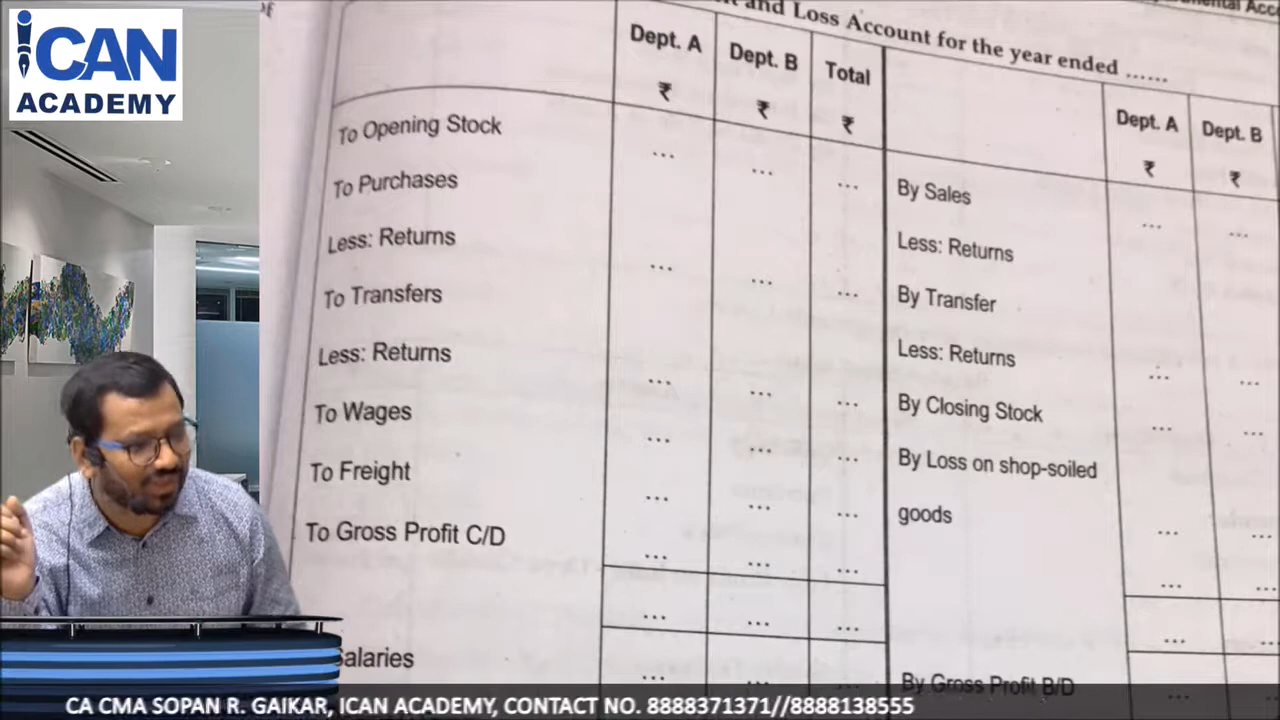 iCAN
ACADEMY
and Loss Account for the year ended ......
Dept. A Dept. B Total
₹ ₹ ₹
Dept. A Dept. B
₹ ₹
To Opening Stock ... ... ...
To Purchases
Less: Returns ... ... ...
To Transfers
Less: Returns ... ... ...
To Wages ... ... ...
To Freight ... ... ...
To Gross Profit C/D ... ... ...
... ... ...
Salaries ... ... ...
By Sales ... ...
Less: Returns
By Transfer
Less: Returns ... ...
By Closing Stock ... ...
By Loss on shop-soiled
goods ... ...
... ...
... ...
By Gross Profit B/D ...
CA CMA SOPAN R. GAIKAR, ICAN ACADEMY, CONTACT NO. 8888371371//8888138555